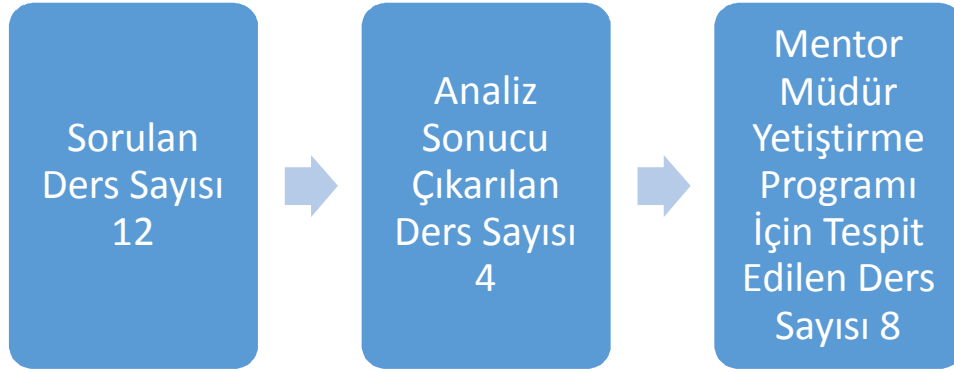 Sorulan
Ders Sayısı
12
Analiz
Sonucu
Çıkarılan
Ders Sayısı
4
Mentor
Müdür
Yetiştirme
Programı
İçin Tespit
Edilen Ders
Sayısı 8